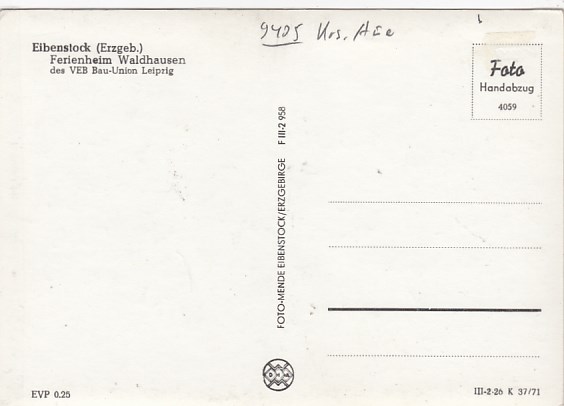 9405 Krs. Aue
Eibenstock (Erzgeb.)
Ferienheim Waldhausen
des VEB Bau-Union Leipzig
Foto
Handabzug
4059
FOTO-MENDE EIBENSTOCK/ERZGEBIRGE F III-2 958
EVP 0.25
III-2-26 K 37/71